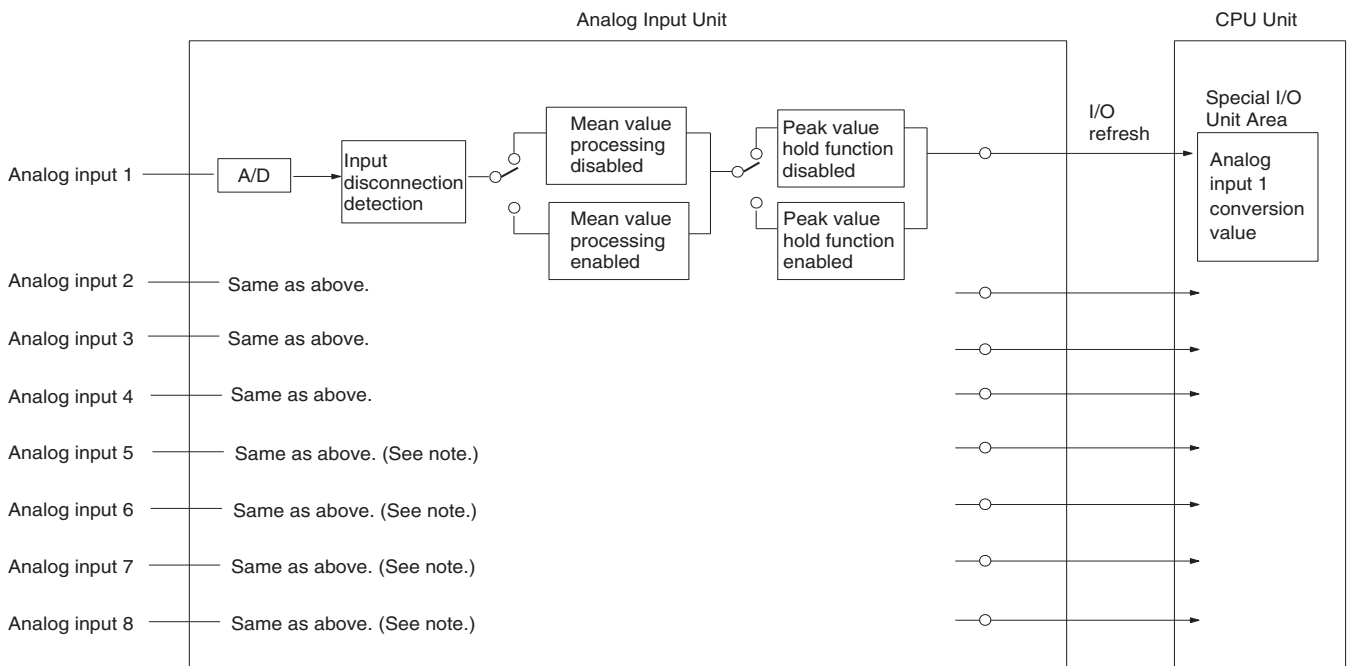 Analog Input Unit
CPU Unit
Analog input 1
A/D
Input
disconnection
detection
Mean value
processing
disabled
Mean value
processing
enabled
Peak value
hold function
disabled
Peak value
hold function
enabled
I/O
refresh
Special I/O
Unit Area
Analog
input 1
conversion
value
Analog input 2
Same as above.
Analog input 3
Same as above.
Analog input 4
Same as above.
Analog input 5
Same as above. (See note.)
Analog input 6
Same as above. (See note.)
Analog input 7
Same as above. (See note.)
Analog input 8
Same as above. (See note.)